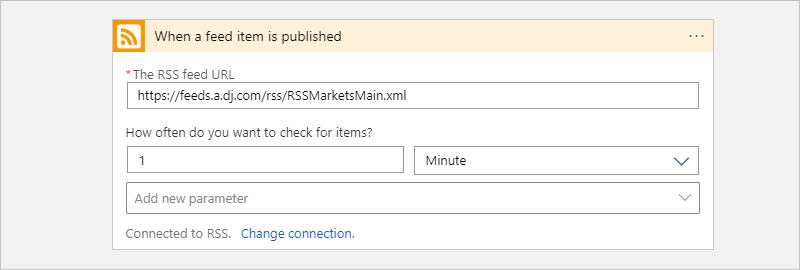 When a feed item is published
* The RSS feed URL
https://feeds.a.dj.com/rss/RSSMarketsMain.xml
How often do you want to check for items?
1 Minute
Add new parameter
Connected to RSS. Change connection.